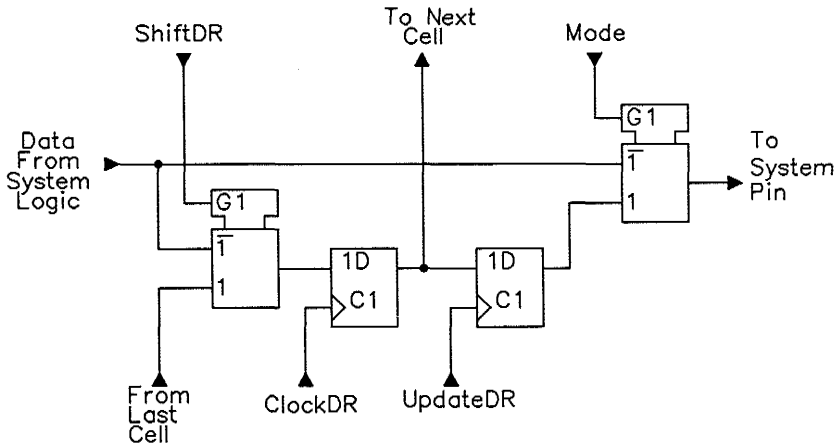 ShiftDR
To Next
Cell
Mode
Data
From
System
Logic
G1
1̅
1
To
System
Pin
G1
1̅
1
1D
C1
1D
C1
From
Last
Cell
ClockDR
UpdateDR